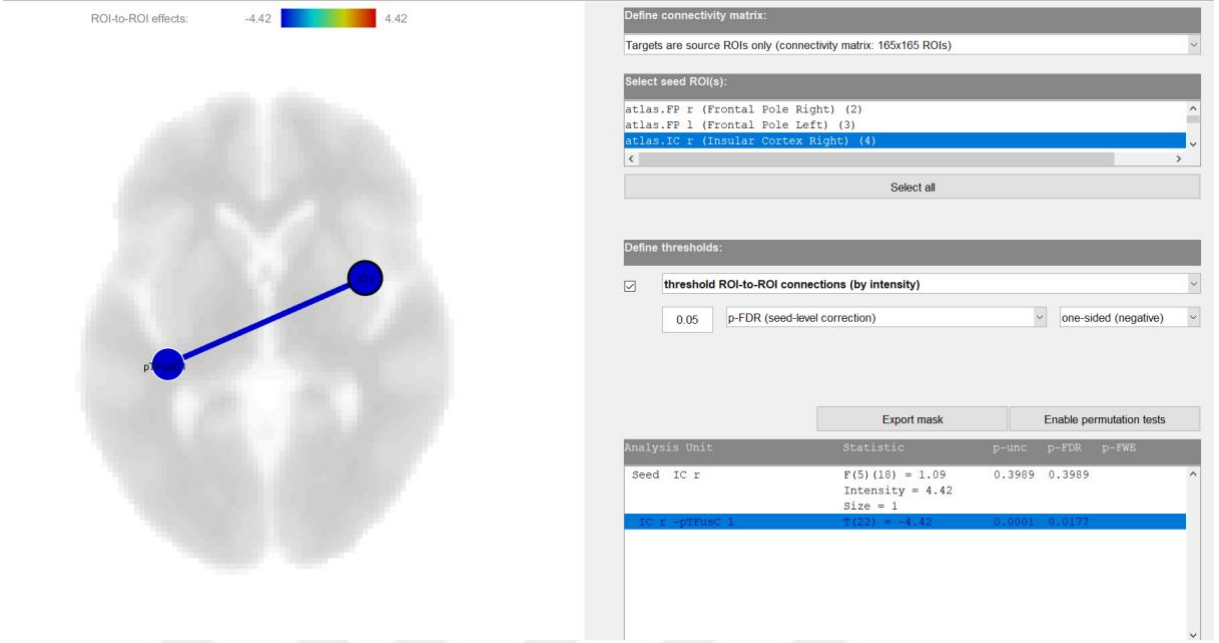 ROI-to-ROI effects: -4.42 4.42
Define connectivity matrix:
Targets are source ROIs only (connectivity matrix: 165x165 ROIs)
Select seed ROI(s):
atlas.FP r (Frontal Pole Right) (2)
atlas.FP l (Frontal Pole Left) (3)
atlas.IC r (Insular Cortex Right) (4)
Select all
Define thresholds:
threshold ROI-to-ROI connections (by intensity)
0.05 p-FDR (seed-level correction) one-sided (negative)
Export mask Enable permutation tests
Analysis Unit Statistic p-unc p-FDR p-FWE
Seed IC r F(5)(18) = 1.09 0.3989 0.3989
Intensity = 4.42
Size = 1
IC r -pTFusC l T(22) = -4.42 0.0001 0.0177